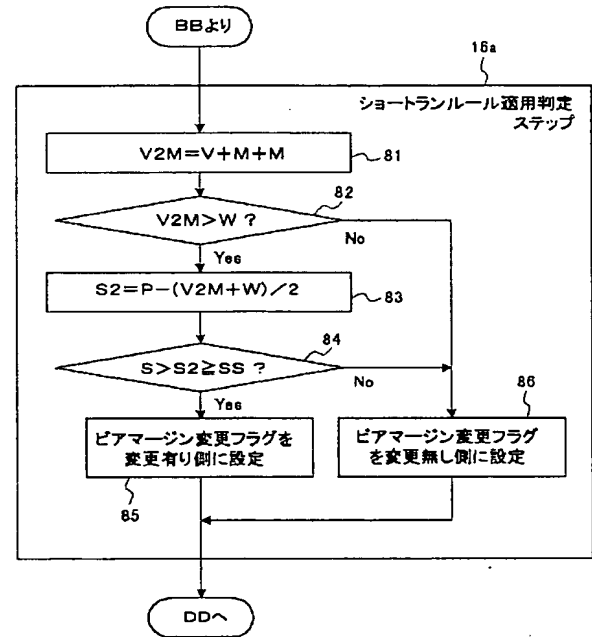 BBより
16a
ショートランルール適用判定
ステップ
V2M=V+M+M
81
82
V2M>W ?
No
Yes
S2=P-(V2M+W)/2
83
84
S>S2≧SS ?
No
Yes
86
ビアマージン変更フラグを
変更有り側に設定
85
ビアマージン変更フラグ
を変更無し側に設定
DDへ